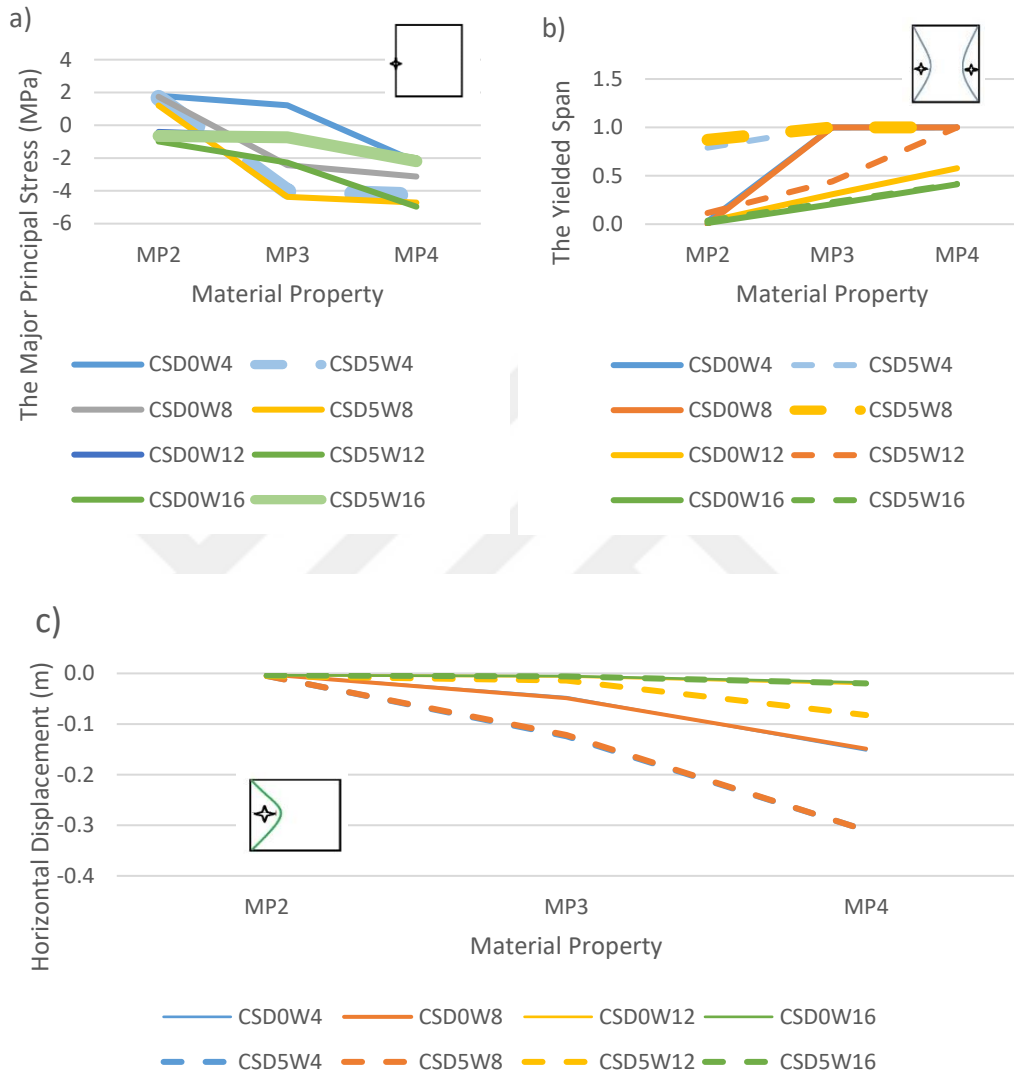 a)
The Major Principal Stress (MPa)
4
2
0
-2
-4
-6
MP2 MP3 MP4
Material Property
CSD0W4 CSD5W4
CSD0W8 CSD5W8
CSD0W12 CSD5W12
CSD0W16 CSD5W16
b)
The Yielded Span
1.5
1.0
0.5
0.0
MP2 MP3 MP4
Material Property
CSD0W4 CSD5W4
CSD0W8 CSD5W8
CSD0W12 CSD5W12
CSD0W16 CSD5W16
c)
Horizontal Displacement (m)
0.0
-0.1
-0.2
-0.3
-0.4
MP2 MP3 MP4
Material Property
CSD0W4 CSD0W8 CSD0W12 CSD0W16
CSD5W4 CSD5W8 CSD5W12 CSD5W16